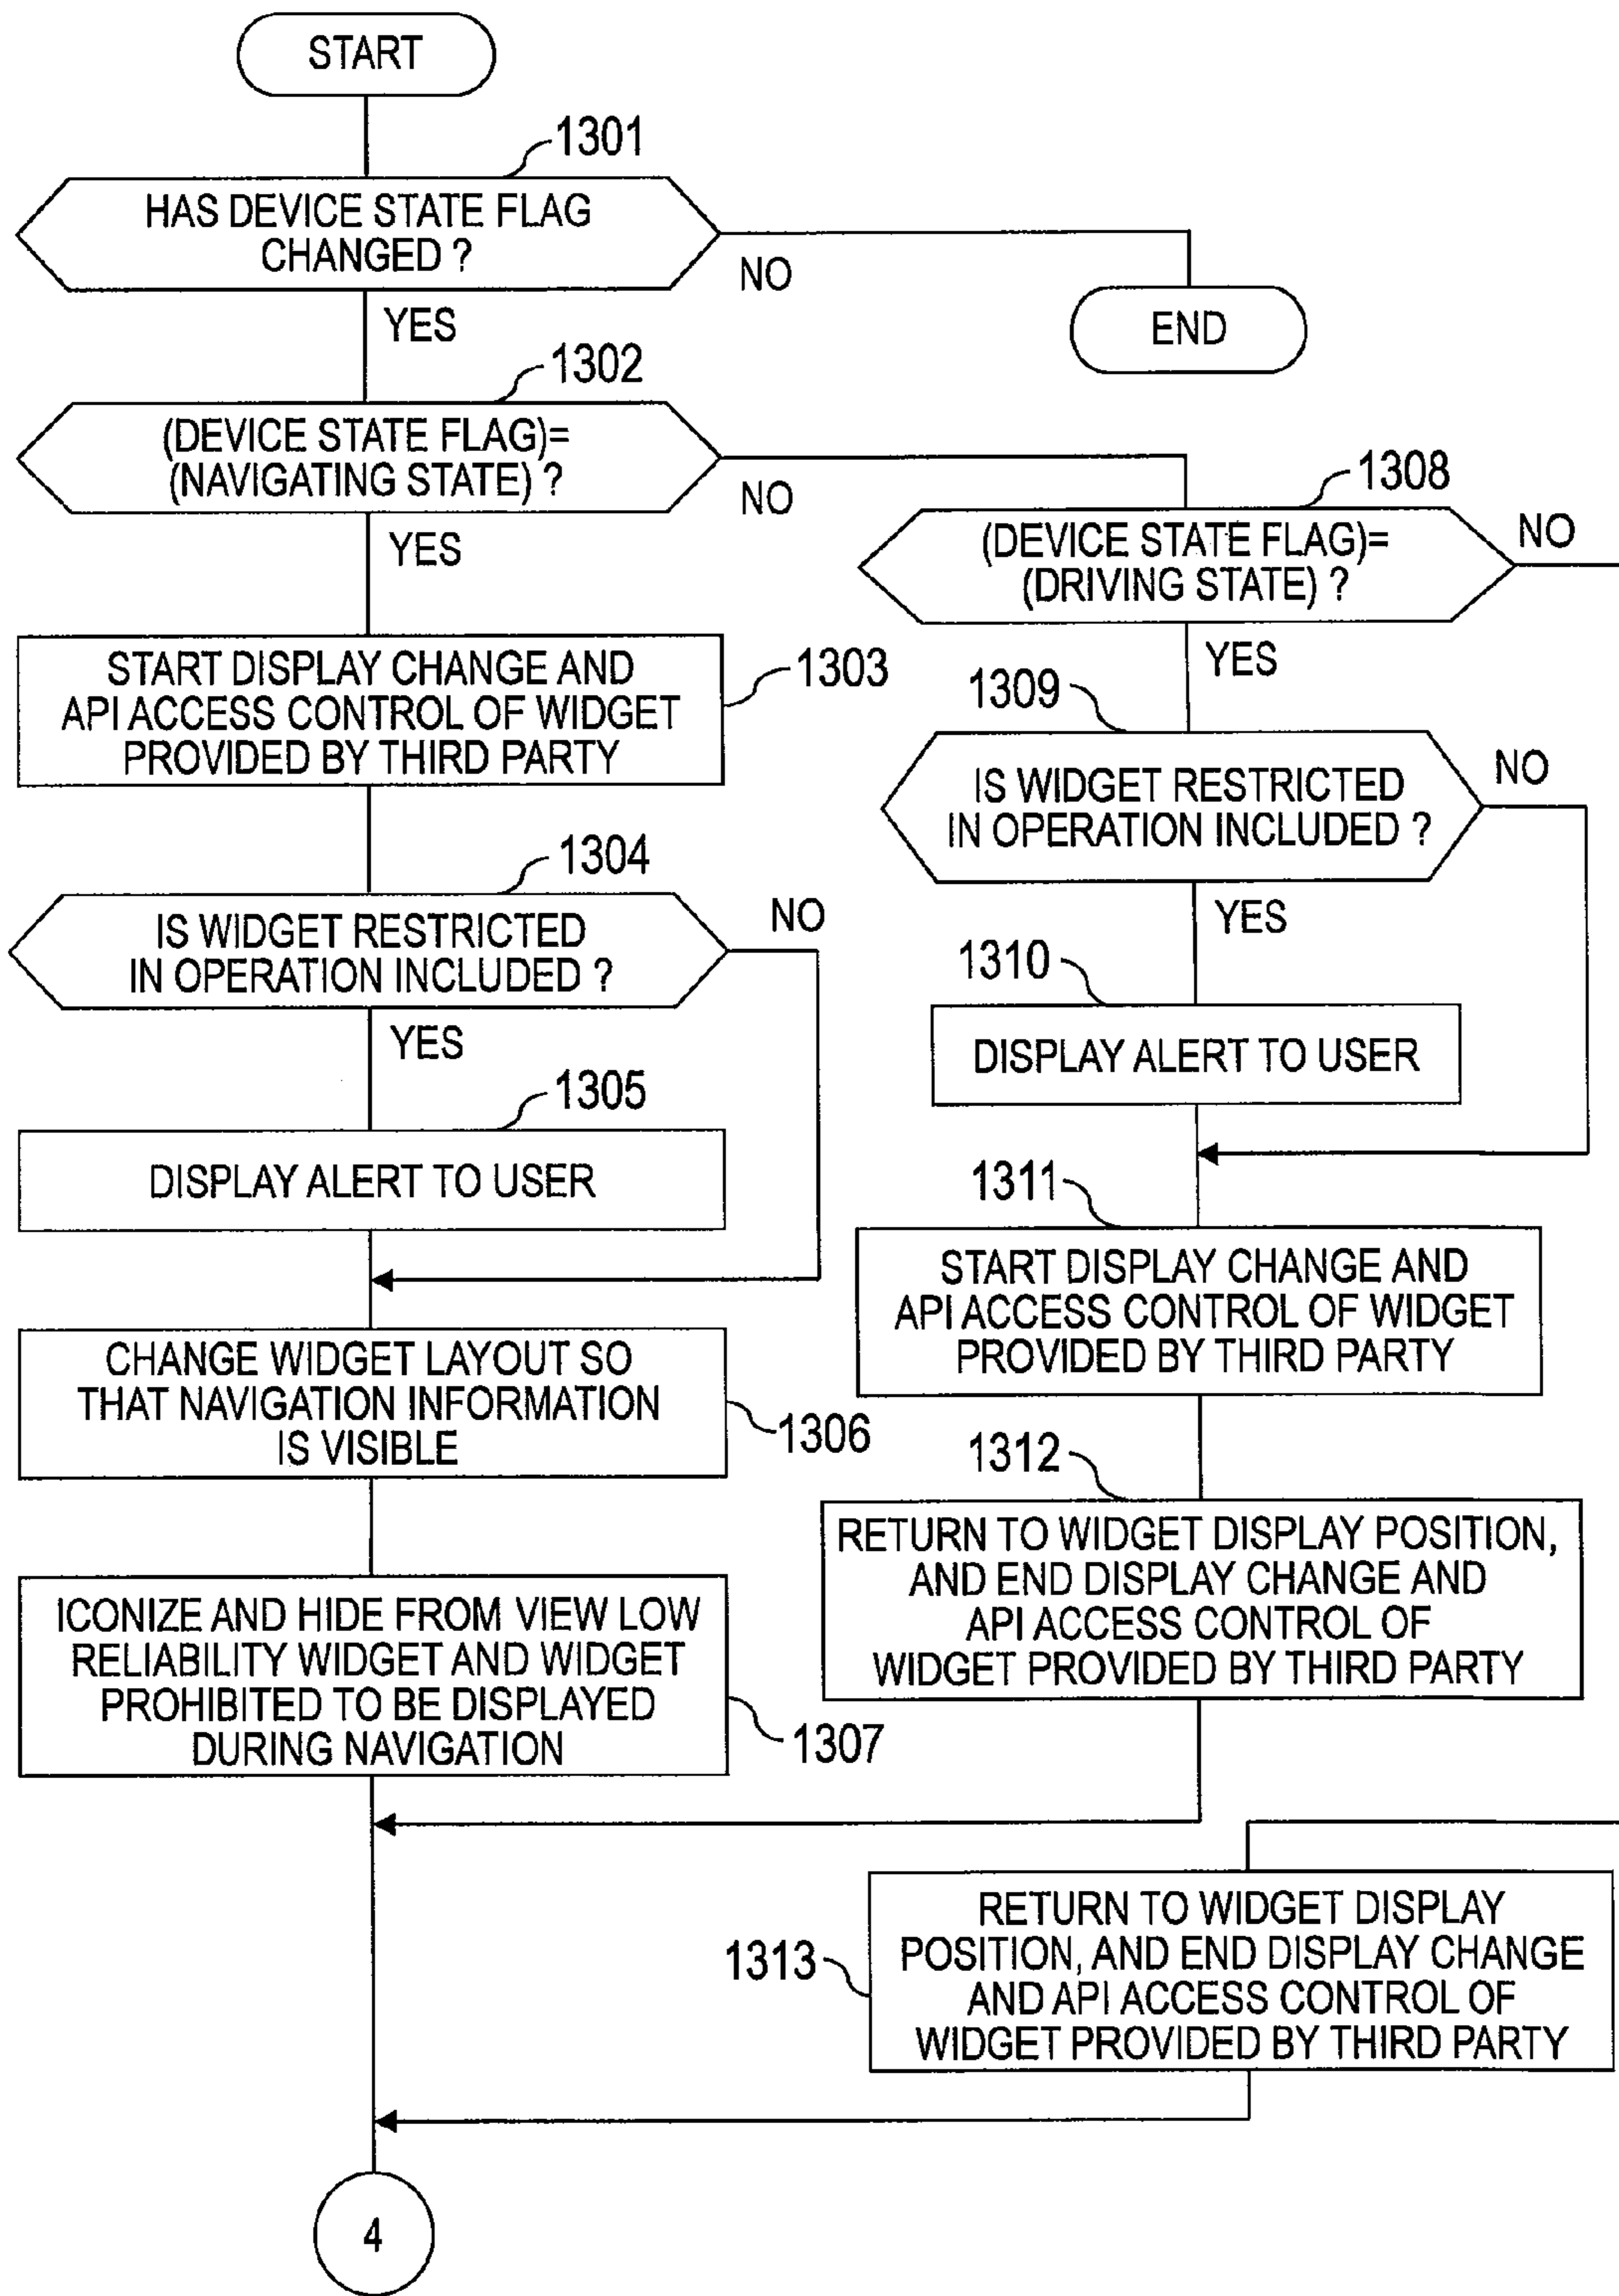 START
1301
HAS DEVICE STATE FLAG
CHANGED ?
NO
YES
END
1302
(DEVICE STATE FLAG)=
(NAVIGATING STATE) ?
NO
YES
1308
(DEVICE STATE FLAG)=
(DRIVING STATE) ?
NO
YES
1303
START DISPLAY CHANGE AND
API ACCESS CONTROL OF WIDGET
PROVIDED BY THIRD PARTY
1309
IS WIDGET RESTRICTED
IN OPERATION INCLUDED ?
NO
YES
1304
IS WIDGET RESTRICTED
IN OPERATION INCLUDED ?
NO
YES
1310
DISPLAY ALERT TO USER
1305
DISPLAY ALERT TO USER
1311
START DISPLAY CHANGE AND
API ACCESS CONTROL OF WIDGET
PROVIDED BY THIRD PARTY
CHANGE WIDGET LAYOUT SO
THAT NAVIGATION INFORMATION
IS VISIBLE
1306
1312
RETURN TO WIDGET DISPLAY POSITION,
AND END DISPLAY CHANGE AND
API ACCESS CONTROL OF
WIDGET PROVIDED BY THIRD PARTY
ICONIZE AND HIDE FROM VIEW LOW
RELIABILITY WIDGET AND WIDGET
PROHIBITED TO BE DISPLAYED
DURING NAVIGATION
1307
1313
RETURN TO WIDGET DISPLAY
POSITION, AND END DISPLAY CHANGE
AND API ACCESS CONTROL OF
WIDGET PROVIDED BY THIRD PARTY
4